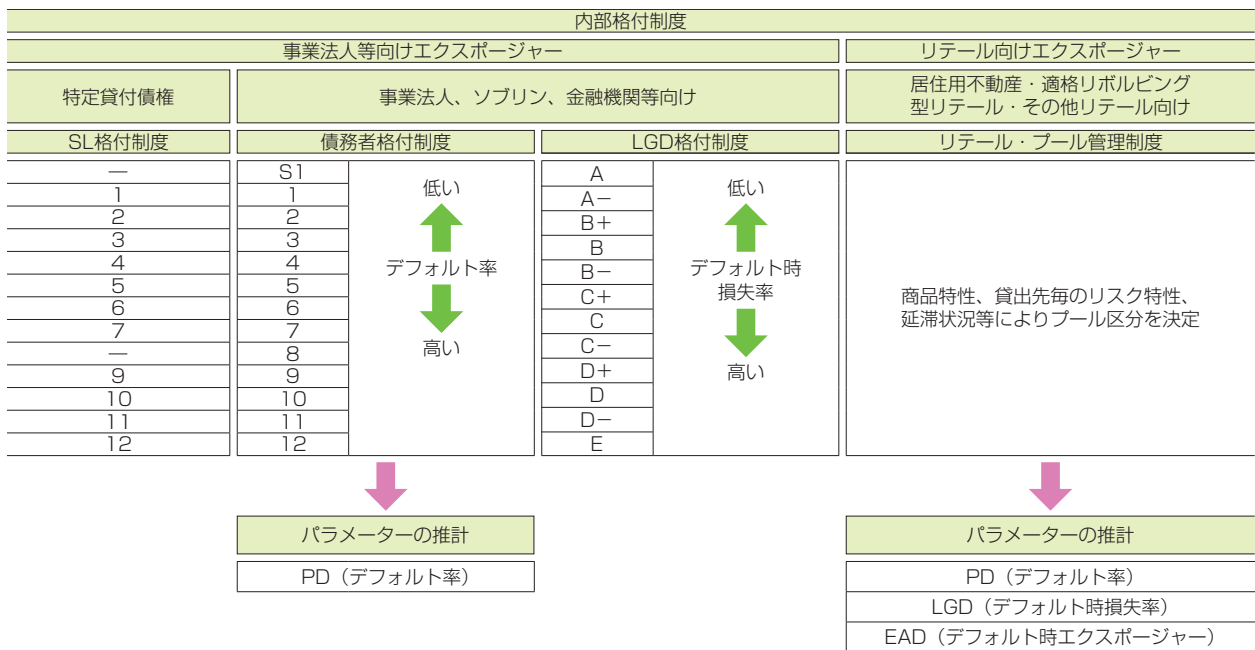 内部格付制度
事業法人等向けエクスポージャー
リテール向けエクスポージャー
特定貸付債権
事業法人、ソブリン、金融機関等向け
居住用不動産・適格リボルビング
型リテール・その他リテール向け
SL格付制度
債務者格付制度
LGD格付制度
リテール・プール管理制度
―
1
2
3
4
5
6
7
―
9
10
11
12
S1
1
2
3
4
5
6
7
8
9
10
11
12
低い
デフォルト率
高い
A
A−
B+
B
B−
C+
C
C−
D+
D
D−
E
低い
デフォルト時
損失率
高い
商品特性、貸出先毎のリスク特性、
延滞状況等によりプール区分を決定
パラメーターの推計
PD（デフォルト率）
パラメーターの推計
PD（デフォルト率）
LGD（デフォルト時損失率）
EAD（デフォルト時エクスポージャー）